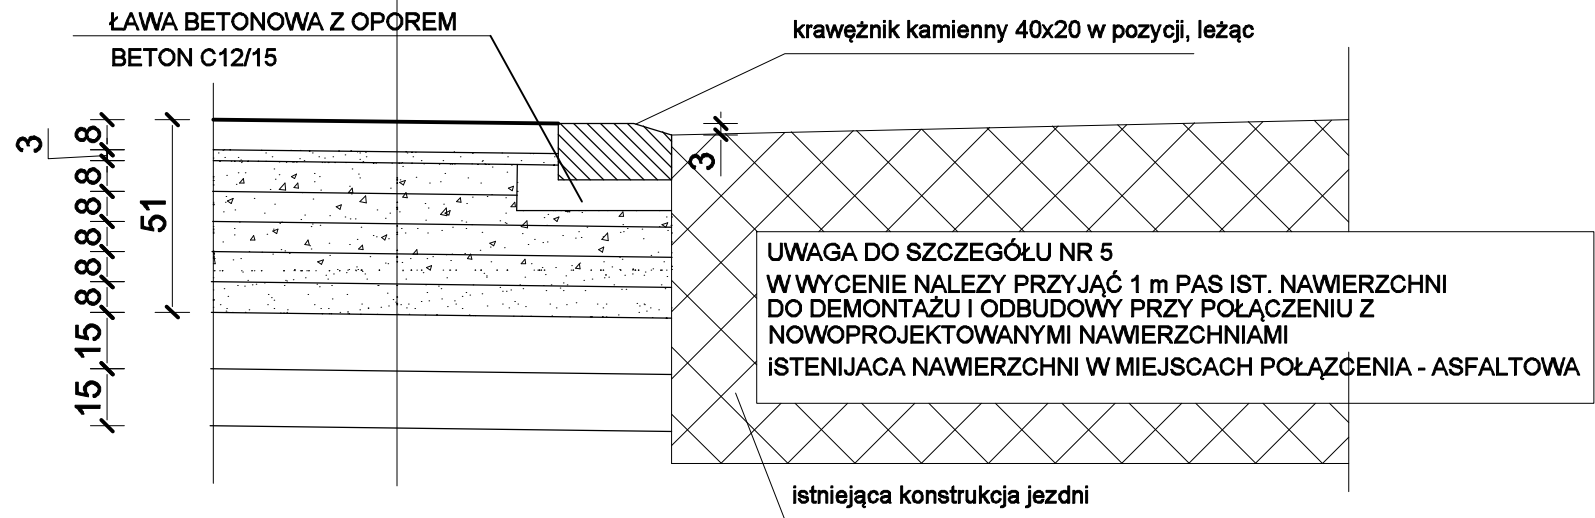 ŁAWA BETONOWA Z OPOREM
BETON C12/15
krawężnik kamienny 40x20 w pozycji, leżąc
3
8
8
8
8
8
8
15
15
51
3
UWAGA DO SZCZEGÓŁU NR 5
W WYCENIE NALEZY PRZYJĄĆ 1 m PAS IST. NAWIERZCHNI
DO DEMONTAŻU I ODBUDOWY PRZY POŁĄCZENIU Z
NOWOPROJEKTOWANYMI NAWIERZCHNIAMI
iSTENIJACA NAWIERZCHNI W MIEJSCACH POŁĄZCENIA - ASFALTOWA
istniejąca konstrukcja jezdni